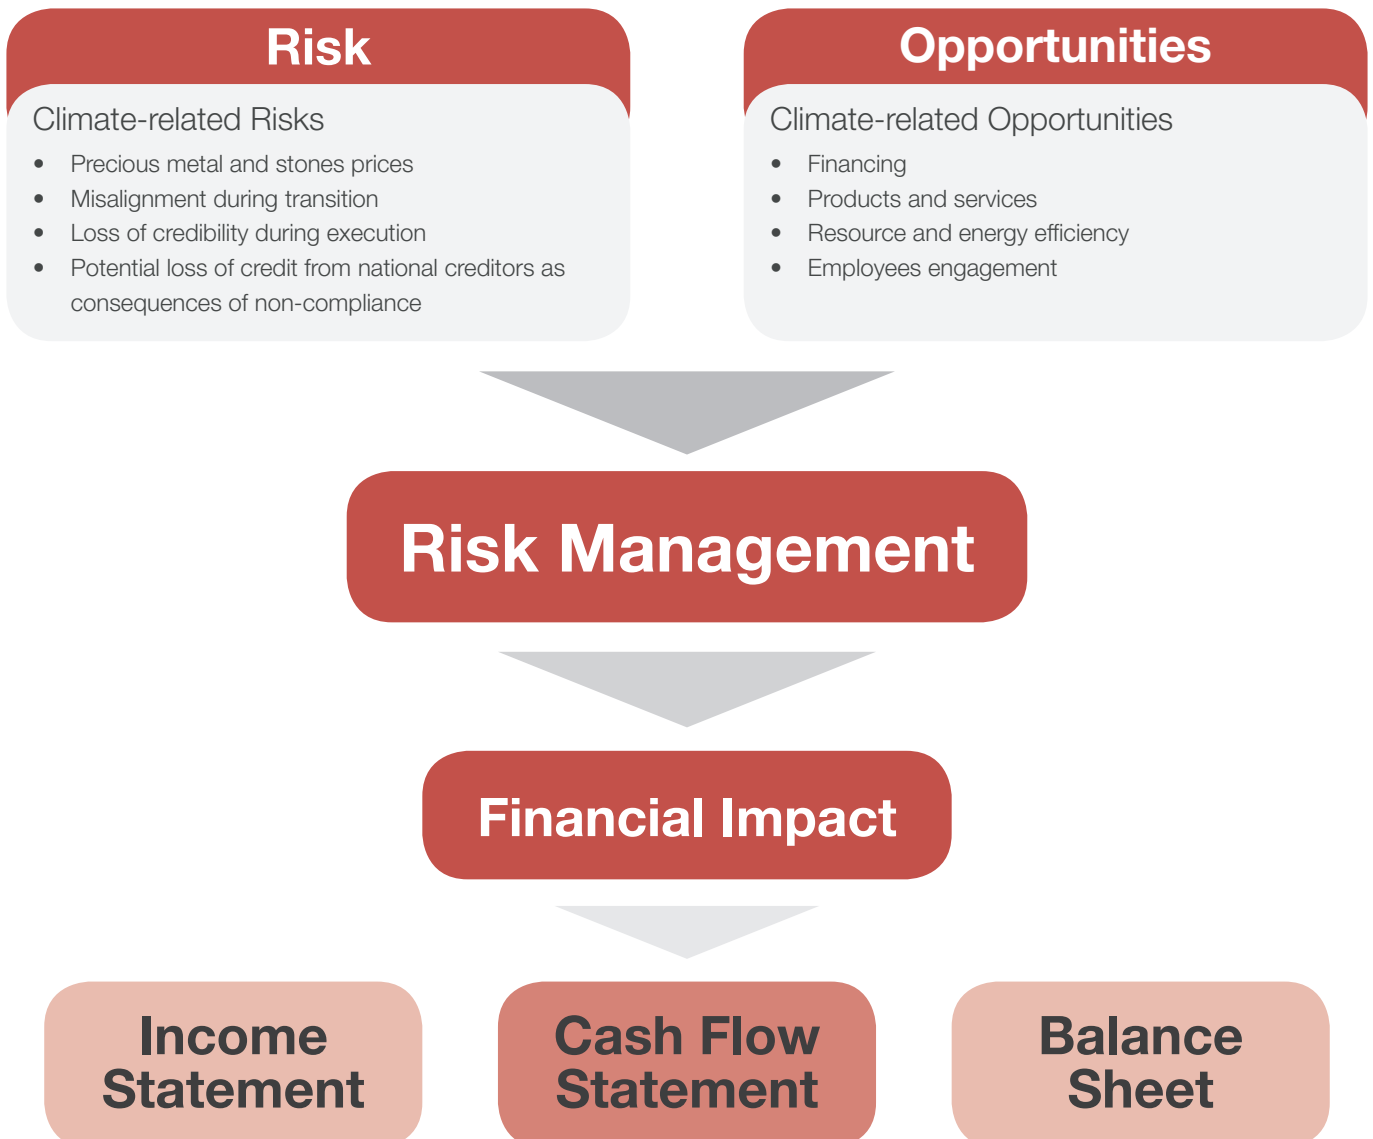 Risk
Climate-related Risks
• Precious metal and stones prices
• Misalignment during transition
• Loss of credibility during execution
• Potential loss of credit from national creditors as
consequences of non-compliance
Opportunities
Climate-related Opportunities
• Financing
• Products and services
• Resource and energy efficiency
• Employees engagement
Risk Management
Financial Impact
Income
Statement
Cash Flow
Statement
Balance
Sheet